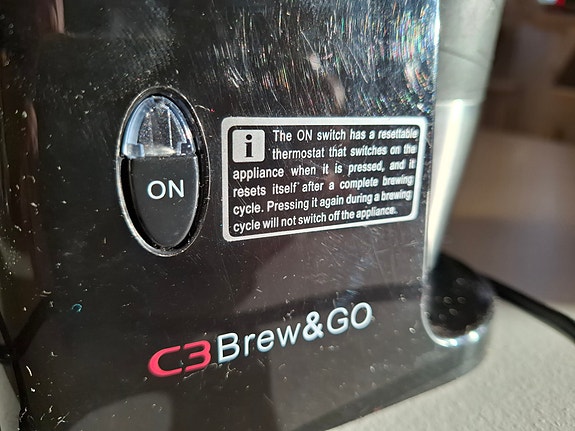 ON
i
The ON switch has a resettable
thermostat that switches on the
appliance when it is pressed, and it
resets itself after a complete brewing
cycle. Pressing it again during a brewing
cycle will not switch off the appliance.
C3 Brew&GO